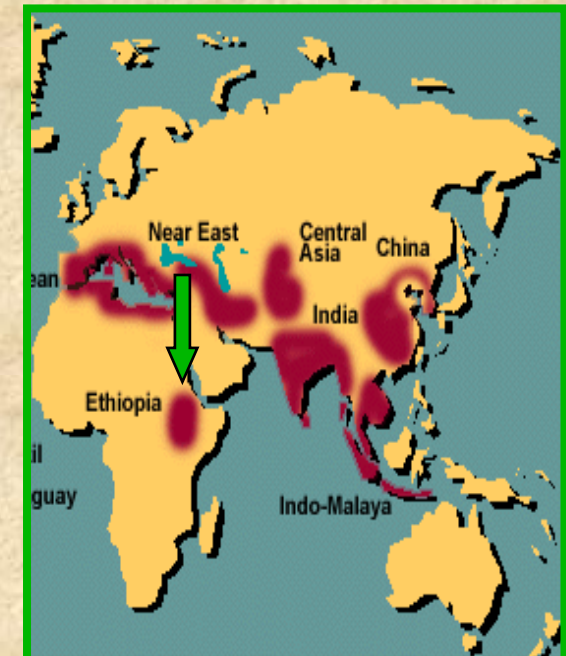 Near East
Central
Asia
China
ean
India
Ethiopia
il
guay
Indo-Malaya